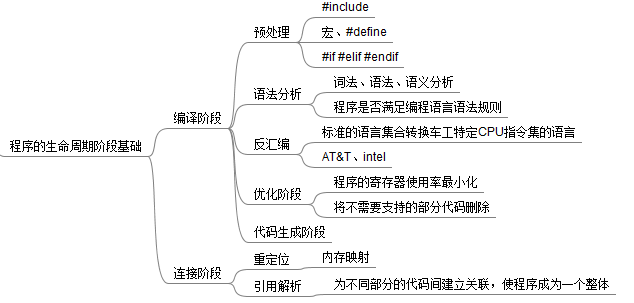 程序的生命周期阶段基础
编译阶段
预处理
#include
宏、#define
#if #elif #endif
语法分析
词法、语法、语义分析
程序是否满足编程语言语法规则
反汇编
标准的语言集合转换车工特定CPU指令集的语言
AT&T、intel
优化阶段
程序的寄存器使用率最小化
将不需要支持的部分代码删除
代码生成阶段
连接阶段
重定位
内存映射
引用解析
为不同部分的代码间建立关联，使程序成为一个整体